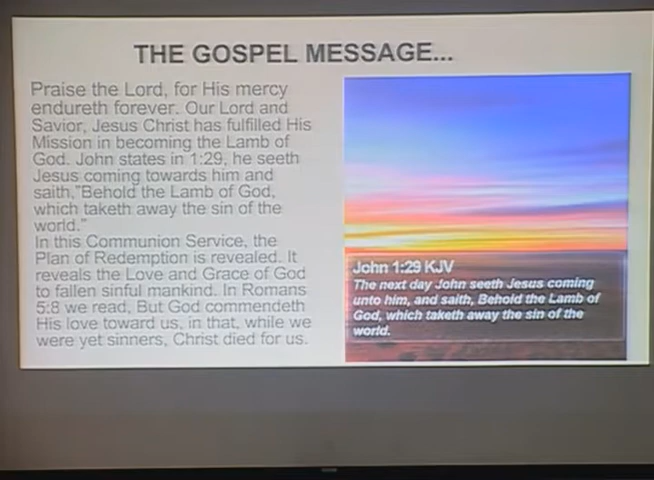 THE GOSPEL MESSAGE...
Praise the Lord, for His mercy
endureth forever. Our Lord and
Savior, Jesus Christ has fulfilled His
Mission in becoming the Lamb of
God. John states in 1:29, he seeth
Jesus coming towards him and
saith,"Behold the Lamb of God,
which taketh away the sin of the
world."
In this Communion Service, the
Plan of Redemption is revealed. It
reveals the Love and Grace of God
to fallen sinful mankind. In Romans
5:8 we read, But God commendeth
His love toward us, in that, while we
were yet sinners, Christ died for us.
John 1:29 KJV
The next day John seeth Jesus coming
unto him, and saith, Behold the Lamb of
God, which taketh away the sin of the
world.